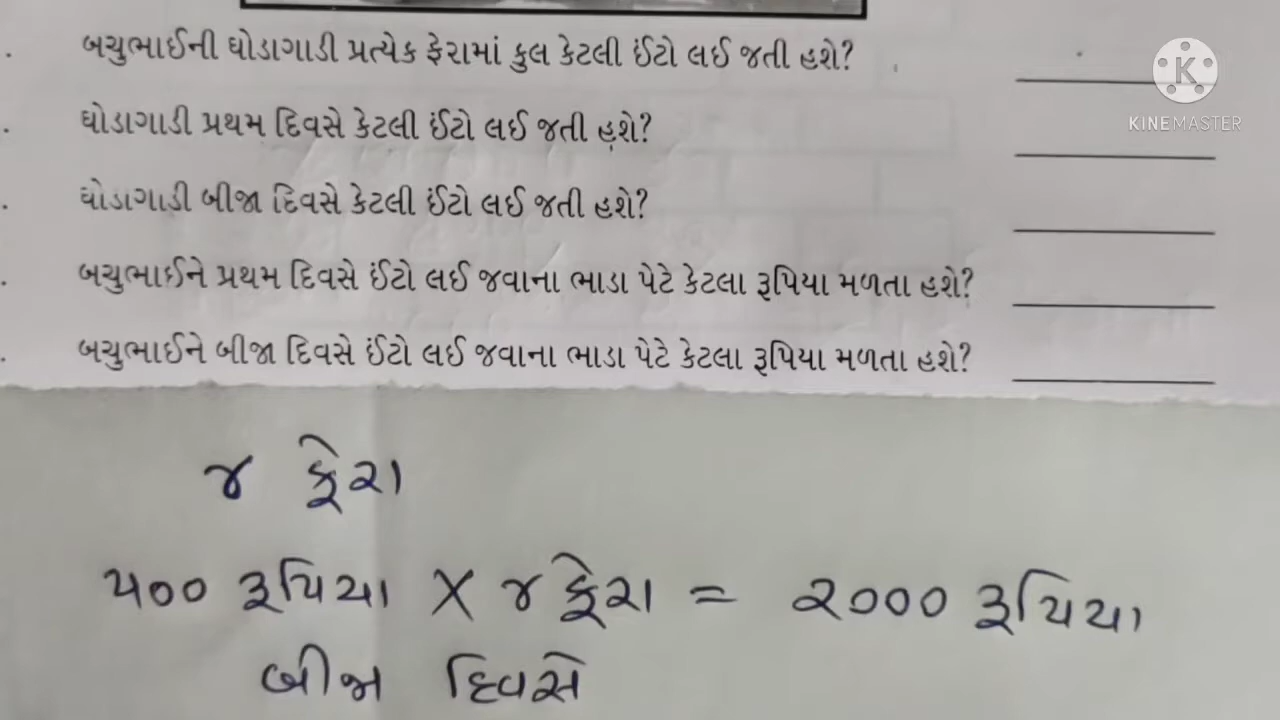 બચુભાઈની ઘોડાગાડી પ્રત્યેક ફેરામાં કુલ કેટલી ઈંટો લઈ જતી હશે?
K
KINEMASTER
ઘોડાગાડી પ્રથમ દિવસે કેટલી ઈંટો લઈ જતી હશે?
ઘોડાગાડી બીજા દિવસે કેટલી ઈંટો લઈ જતી હશે?
બચુભાઈને પ્રથમ દિવસે ઈંટો લઈ જવાના ભાડા પેટે કેટલા રૂપિયા મળતા હશે?
બચુભાઈને બીજા દિવસે ઈંટો લઈ જવાના ભાડા પેટે કેટલા રૂપિયા મળતા હશે?
૪ ફેરા
૫૦૦ રૂપિયા X ૪ ફેરા = ૨૦૦૦ રૂપિયા
બીજા દિવસે